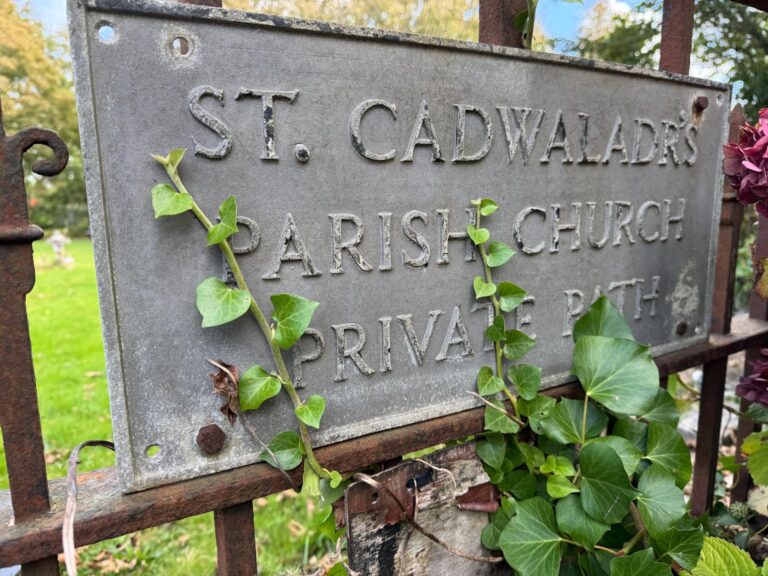 ST. CADWALADR'S
PARISH CHURCH
PRIVATE PATH